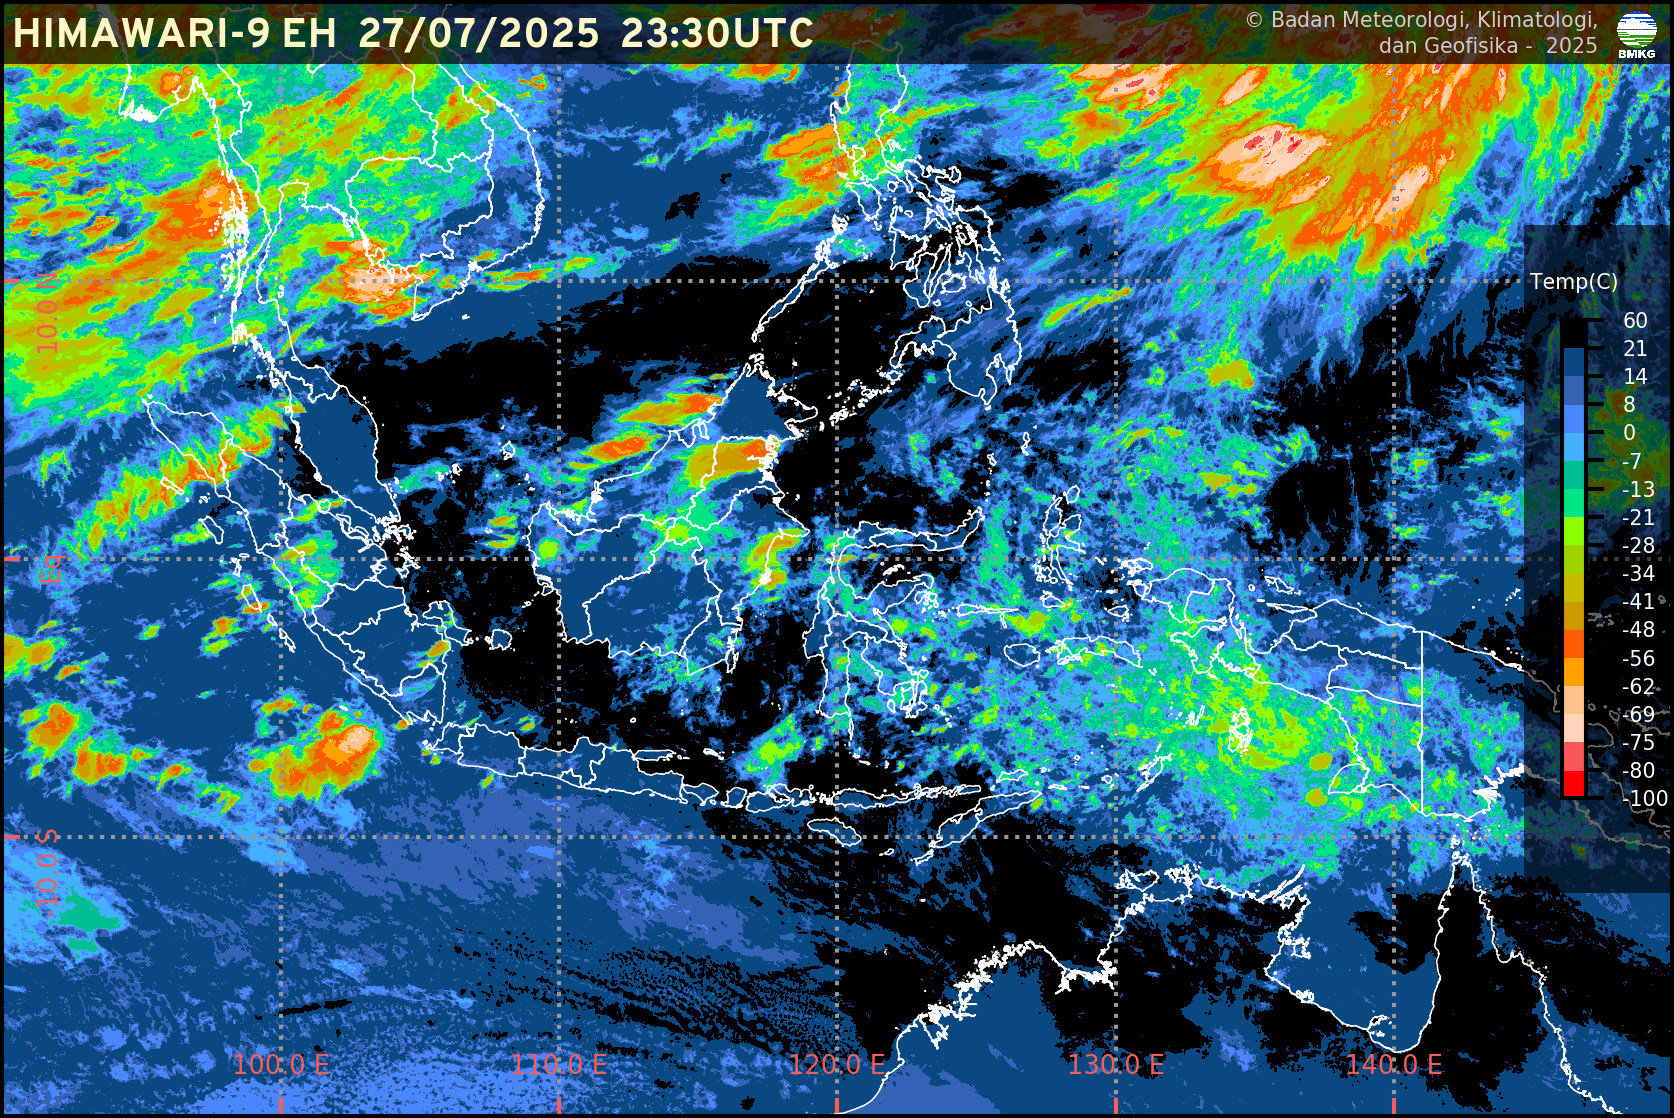 HIMAWARI-9 EH 27/07/2025 23:30UTC
© Badan Meteorologi, Klimatologi,
dan Geofisika - 2025
BMKG
Temp(C)
60
21
14
8
0
-7
-13
-21
-28
-34
-41
-48
-56
-62
-69
-75
-80
-100
10.0 N
Eq
-10.0 S
100.0 E
110.0 E
120.0 E
130.0 E
140.0 E